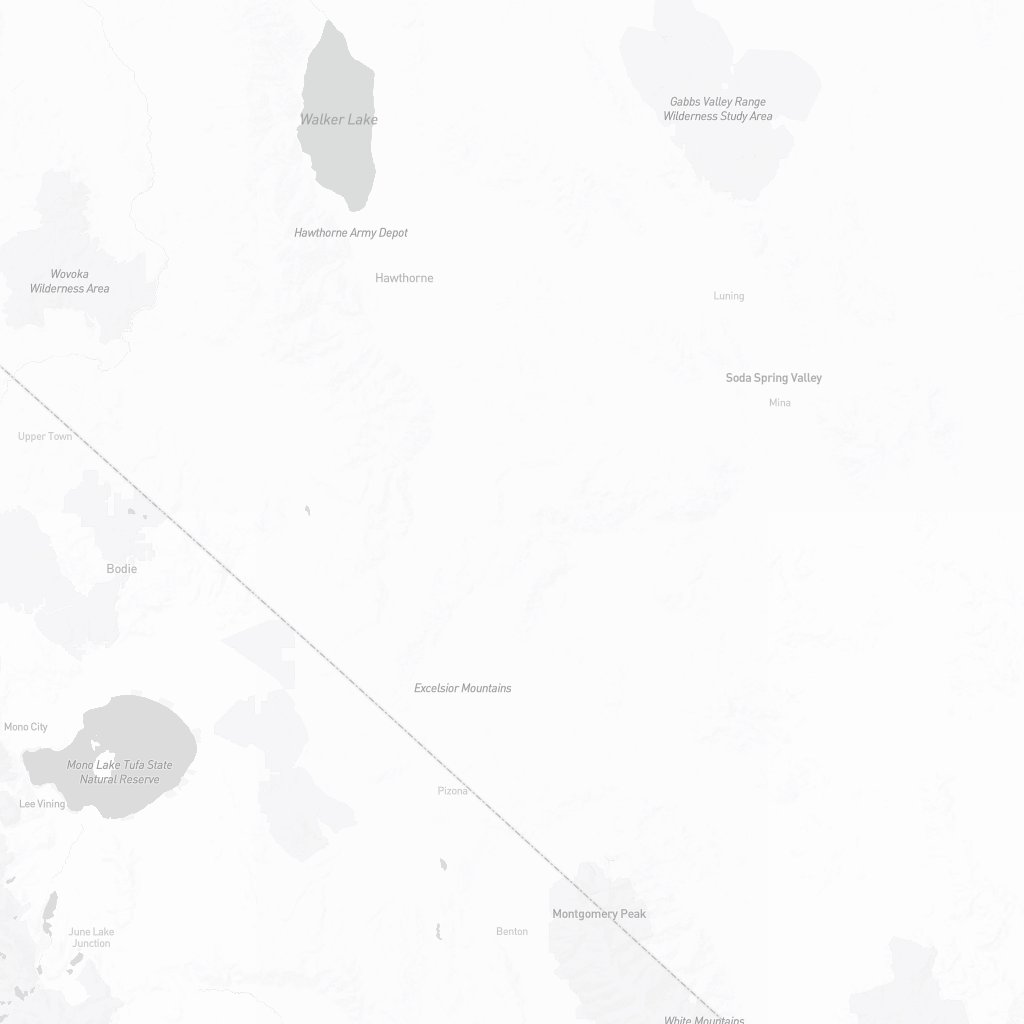 Gabbs Valley Range
Wilderness Study Area
Walker Lake
Hawthorne Army Depot
Wovoka
Wilderness Area
Hawthorne
Luning
Soda Spring Valley
Mina
Upper Town
Bodie
Excelsior Mountains
Mono City
Mono Lake Tufa State
Natural Reserve
Pizona
Lee Vining
Montgomery Peak
June Lake
Junction
Benton
White Mountains